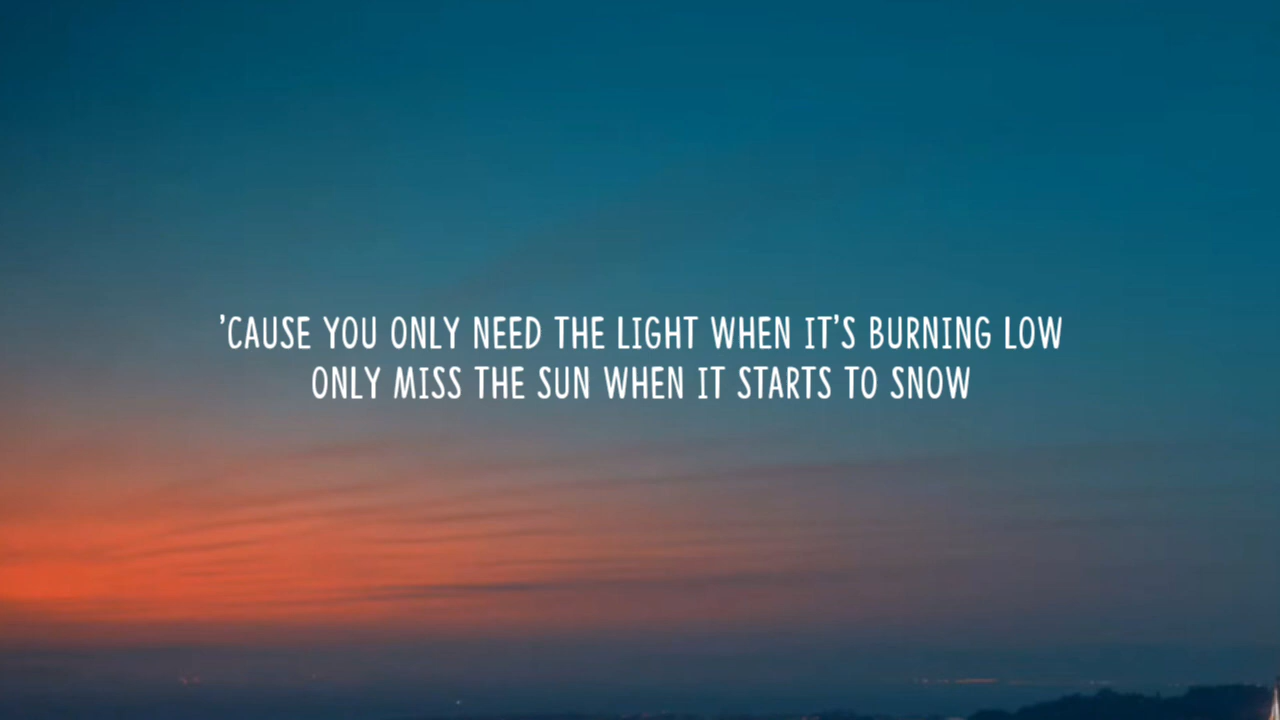 'CAUSE YOU ONLY NEED THE LIGHT WHEN IT'S BURNING LOW
ONLY MISS THE SUN WHEN IT STARTS TO SNOW